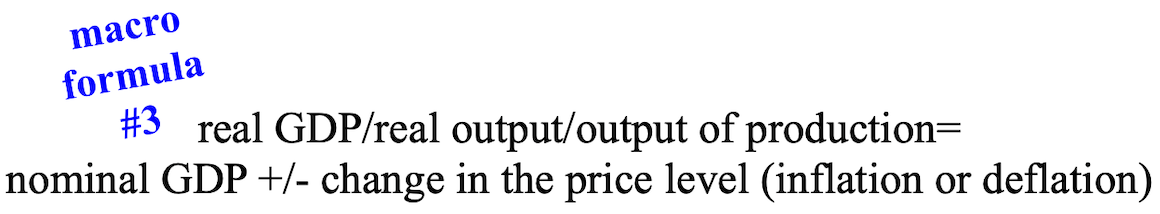 macro
formula
#3
real GDP/real output/output of production=
nominal GDP +/- change in the price level (inflation or deflation)